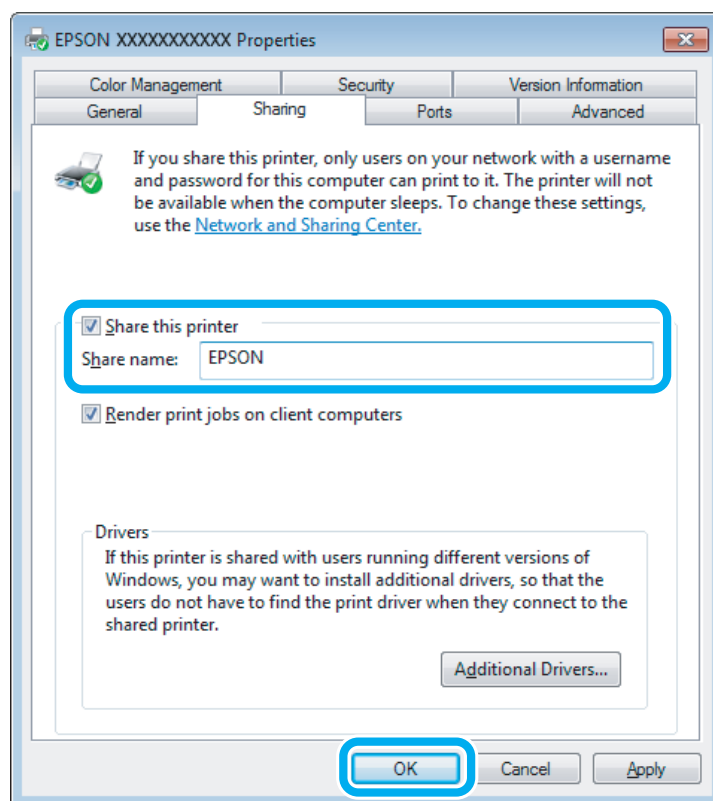 EPSON XXXXXXXXXXX Properties
Color Management Security Version Information
General Sharing Ports Advanced
If you share this printer, only users on your network with a username
and password for this computer can print to it. The printer will not
be available when the computer sleeps. To change these settings,
use the Network and Sharing Center.
Share this printer
Share name: EPSON
Render print jobs on client computers
Drivers
If this printer is shared with users running different versions of
Windows, you may want to install additional drivers, so that the
users do not have to find the print driver when they connect to the
shared printer.
Additional Drivers...
OK Cancel Apply